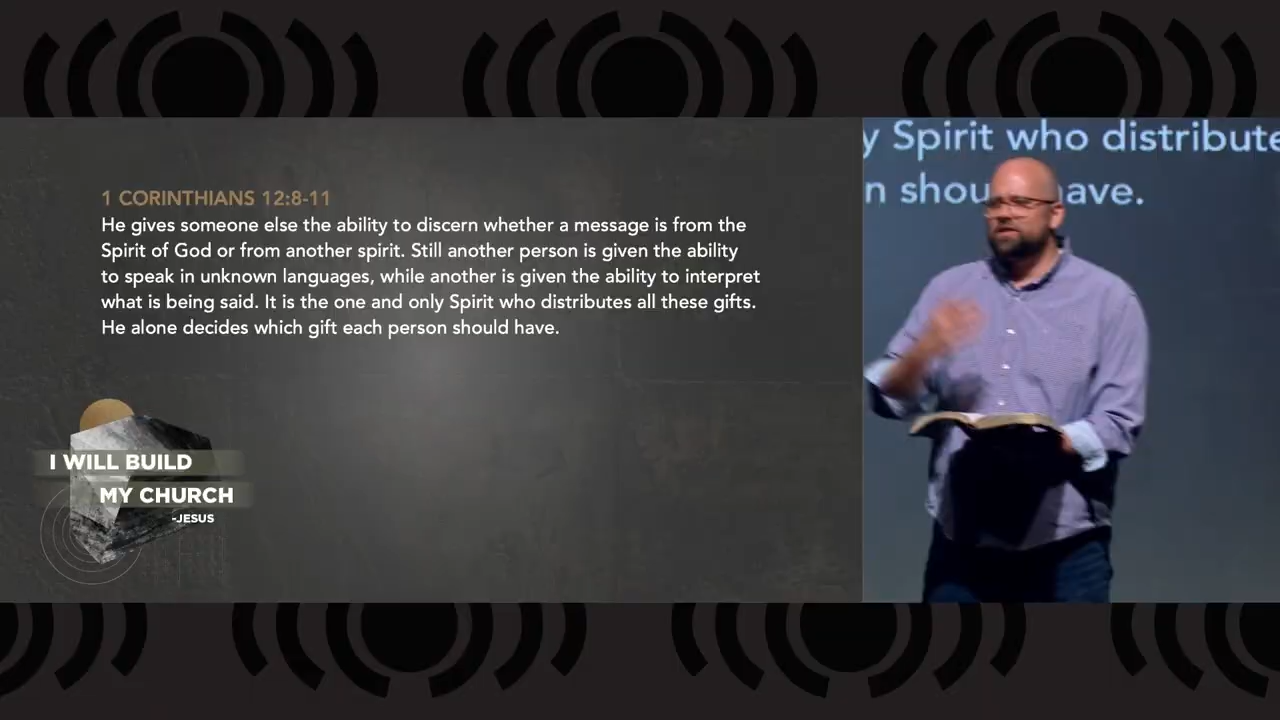 1 CORINTHIANS 12:8-11
He gives someone else the ability to discern whether a message is from the
Spirit of God or from another spirit. Still another person is given the ability
to speak in unknown languages, while another is given the ability to interpret
what is being said. It is the one and only Spirit who distributes all these gifts.
He alone decides which gift each person should have.
I WILL BUILD
MY CHURCH
-JESUS
y Spirit who distribute
n shou ave.